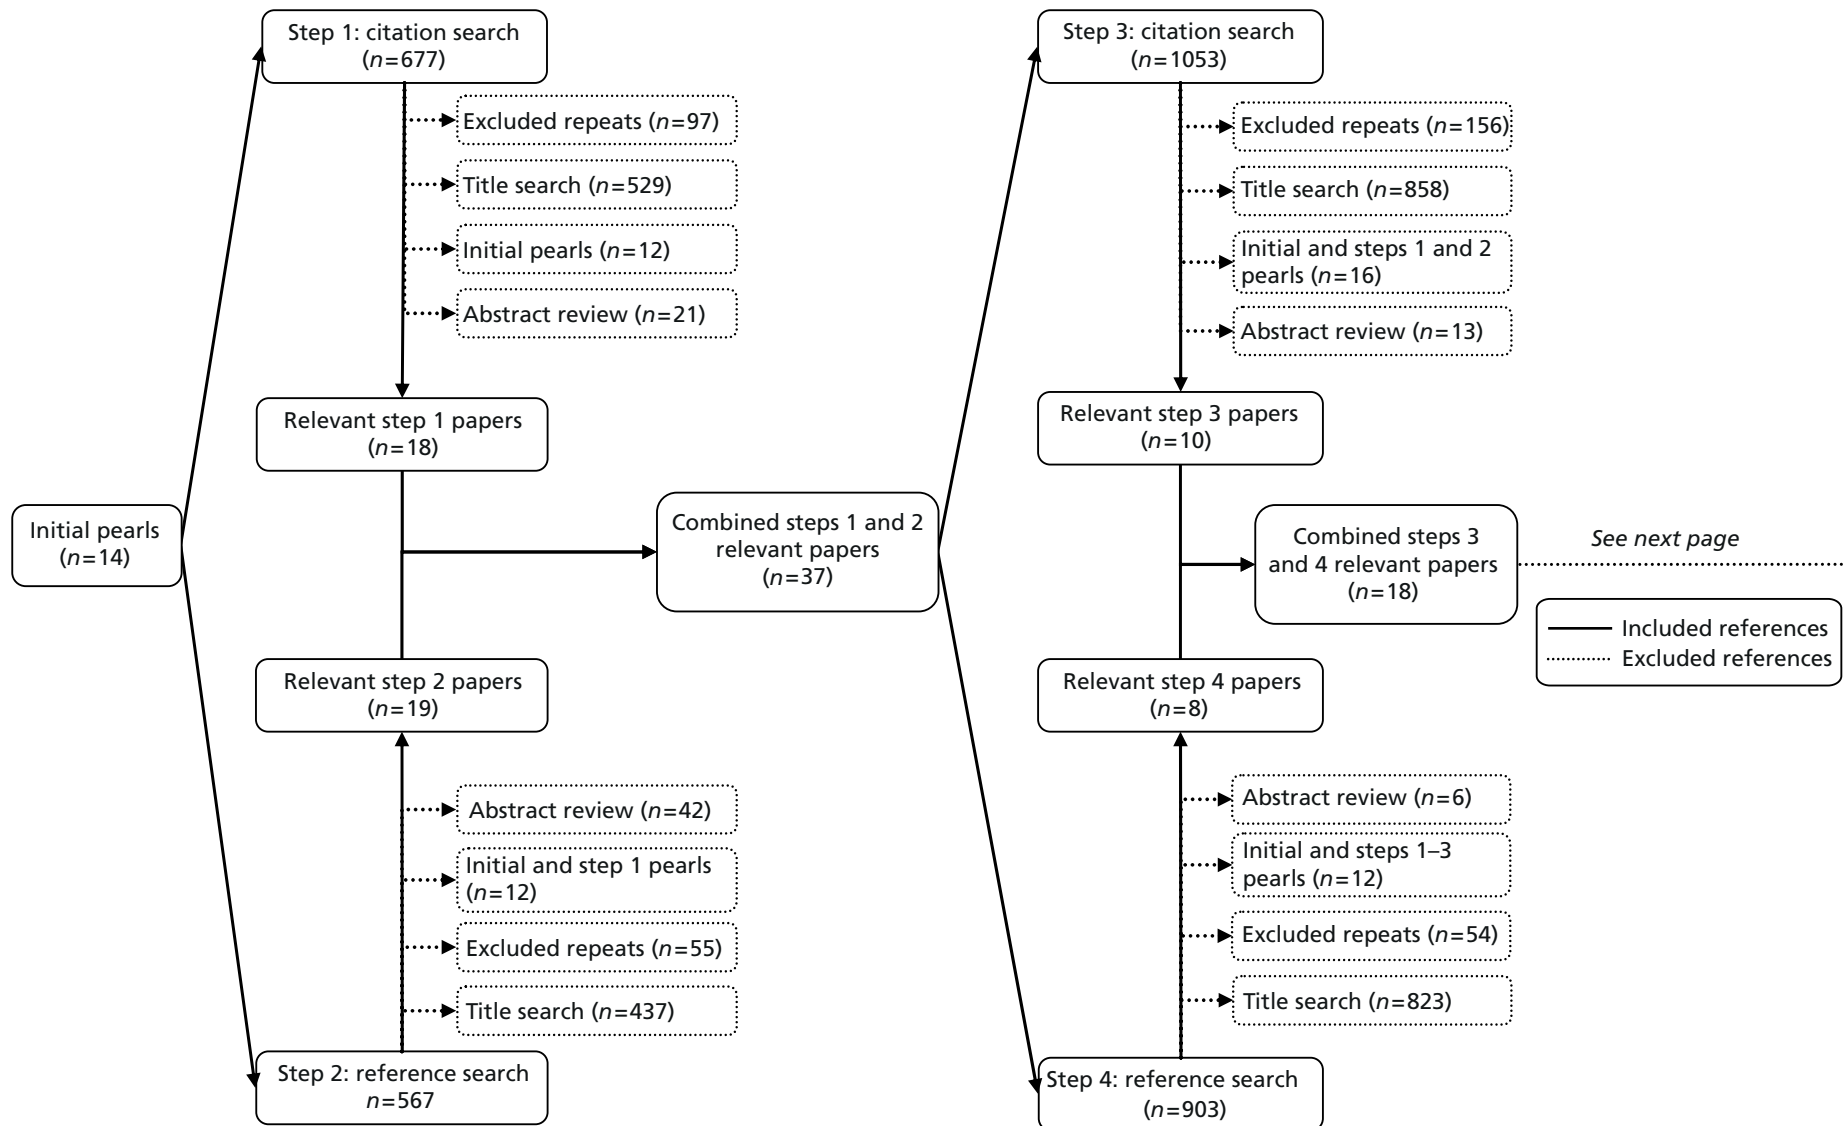 Step 1: citation search
(n=677)
Excluded repeats (n=97)
Title search (n=529)
Initial pearls (n=12)
Abstract review (n=21)
Relevant step 1 papers
(n=18)
Initial pearls
(n=14)
Combined steps 1 and 2
relevant papers
(n=37)
Relevant step 2 papers
(n=19)
Abstract review (n=42)
Initial and step 1 pearls
(n=12)
Excluded repeats (n=55)
Title search (n=437)
Step 2: reference search
n=567
Step 3: citation search
(n=1053)
Excluded repeats (n=156)
Title search (n=858)
Initial and steps 1 and 2
pearls (n=16)
Abstract review (n=13)
Relevant step 3 papers
(n=10)
Combined steps 3
and 4 relevant papers
(n=18)
See next page
Included references
Excluded references
Relevant step 4 papers
(n=8)
Abstract review (n=6)
Initial and steps 1–3
pearls (n=12)
Excluded repeats (n=54)
Title search (n=823)
Step 4: reference search
(n=903)